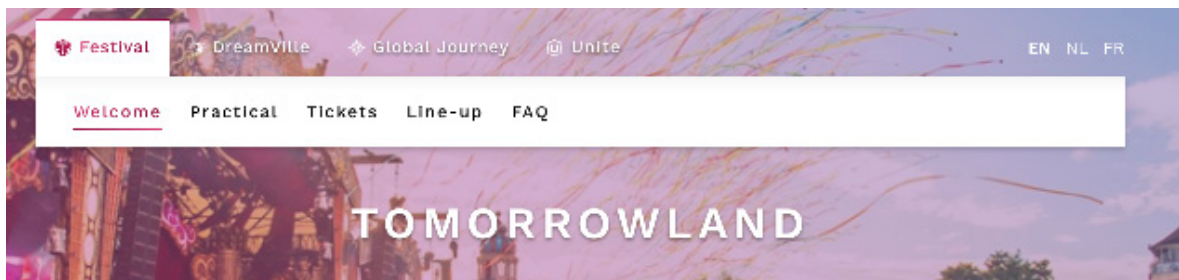 Festival DreamVille Global Journey Unite EN NL FR
Welcome Practical Tickets Line-up FAQ
TOMORROWLAND